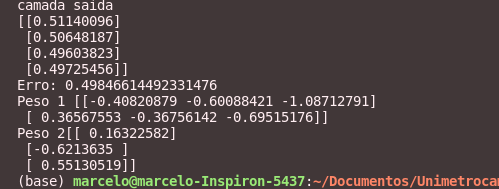 camada saida
[[0.51140096]
[0.50648187]
[0.49603823]
[0.49725456]]
Erro: 0.49846614492331476
Peso 1 [[-0.40820879 -0.60088421 -1.08712791]
[ 0.36567553 -0.36756142 -0.69515176]]
Peso 2[[ 0.16322582]
[-0.6213635 ]
[ 0.55130519]]
(base) marcelo@marcelo-Inspiron-5437:~/Documentos/Unimetrocam